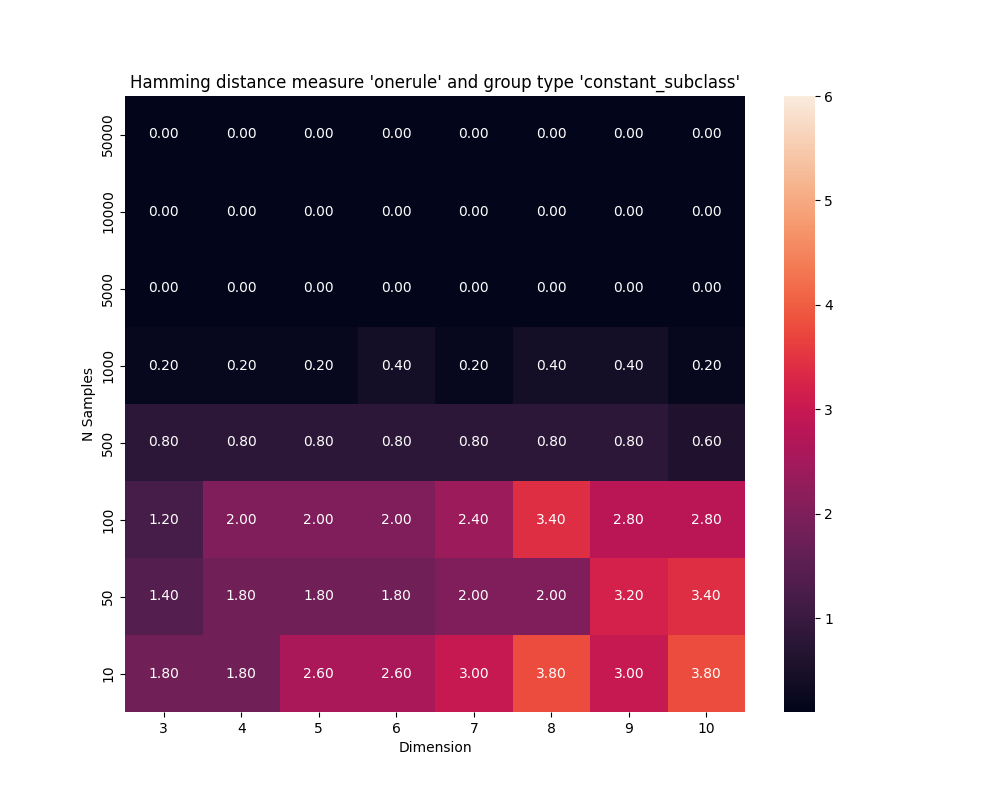 Hamming distance measure 'onerule' and group type 'constant_subclass'
50000 0.00 0.00 0.00 0.00 0.00 0.00 0.00 0.00
10000 0.00 0.00 0.00 0.00 0.00 0.00 0.00 0.00
5000 0.00 0.00 0.00 0.00 0.00 0.00 0.00 0.00
1000 0.20 0.20 0.20 0.40 0.20 0.40 0.40 0.20
500 0.80 0.80 0.80 0.80 0.80 0.80 0.80 0.60
100 1.20 2.00 2.00 2.00 2.40 3.40 2.80 2.80
50 1.40 1.80 1.80 1.80 2.00 2.00 3.20 3.40
10 1.80 1.80 2.60 2.60 3.00 3.80 3.00 3.80
3 4 5 6 7 8 9 10
Dimension
N Samples
6
5
4
3
2
1